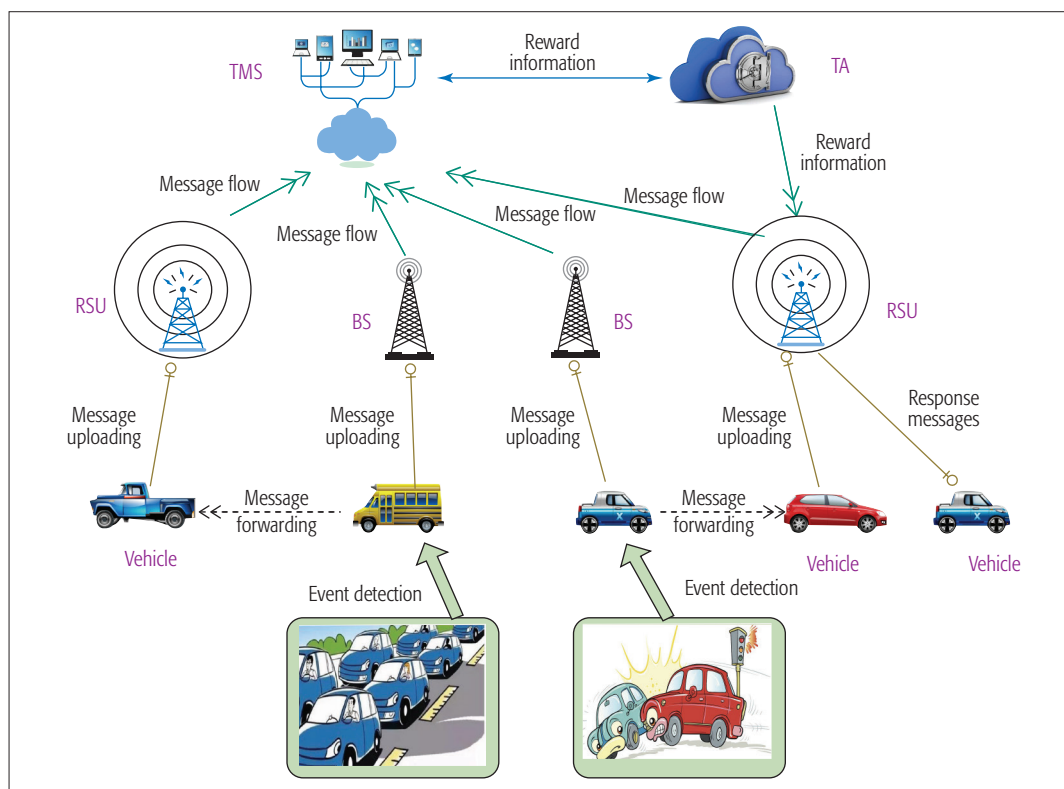 Reward
information
TMS
TA
Reward
information
Message flow
Message flow
Message flow
Message flow
RSU
BS
BS
RSU
Message
uploading
Message
uploading
Message
uploading
Message
uploading
Response
messages
Message
forwarding
Message
forwarding
X
X
Vehicle
Vehicle
Vehicle
Event detection
Event detection